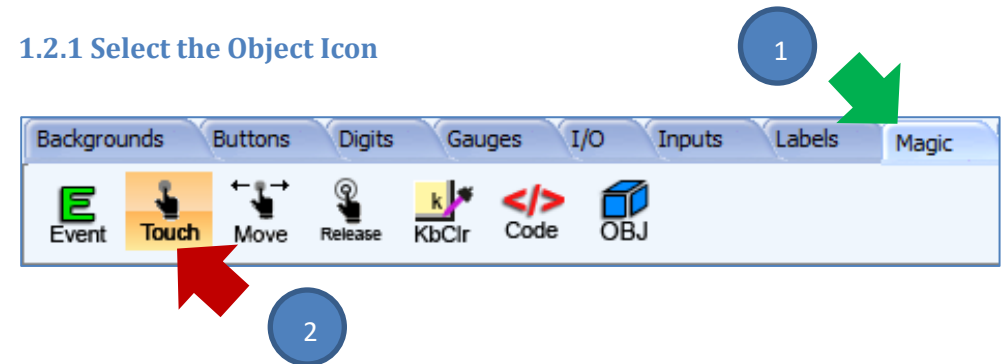 1
1.2.1 Select the Object Icon
Backgrounds Buttons Digits Gauges I/O Inputs Labels Magic
E k </>
Event Touch Move Release KbClr Code OBJ
2